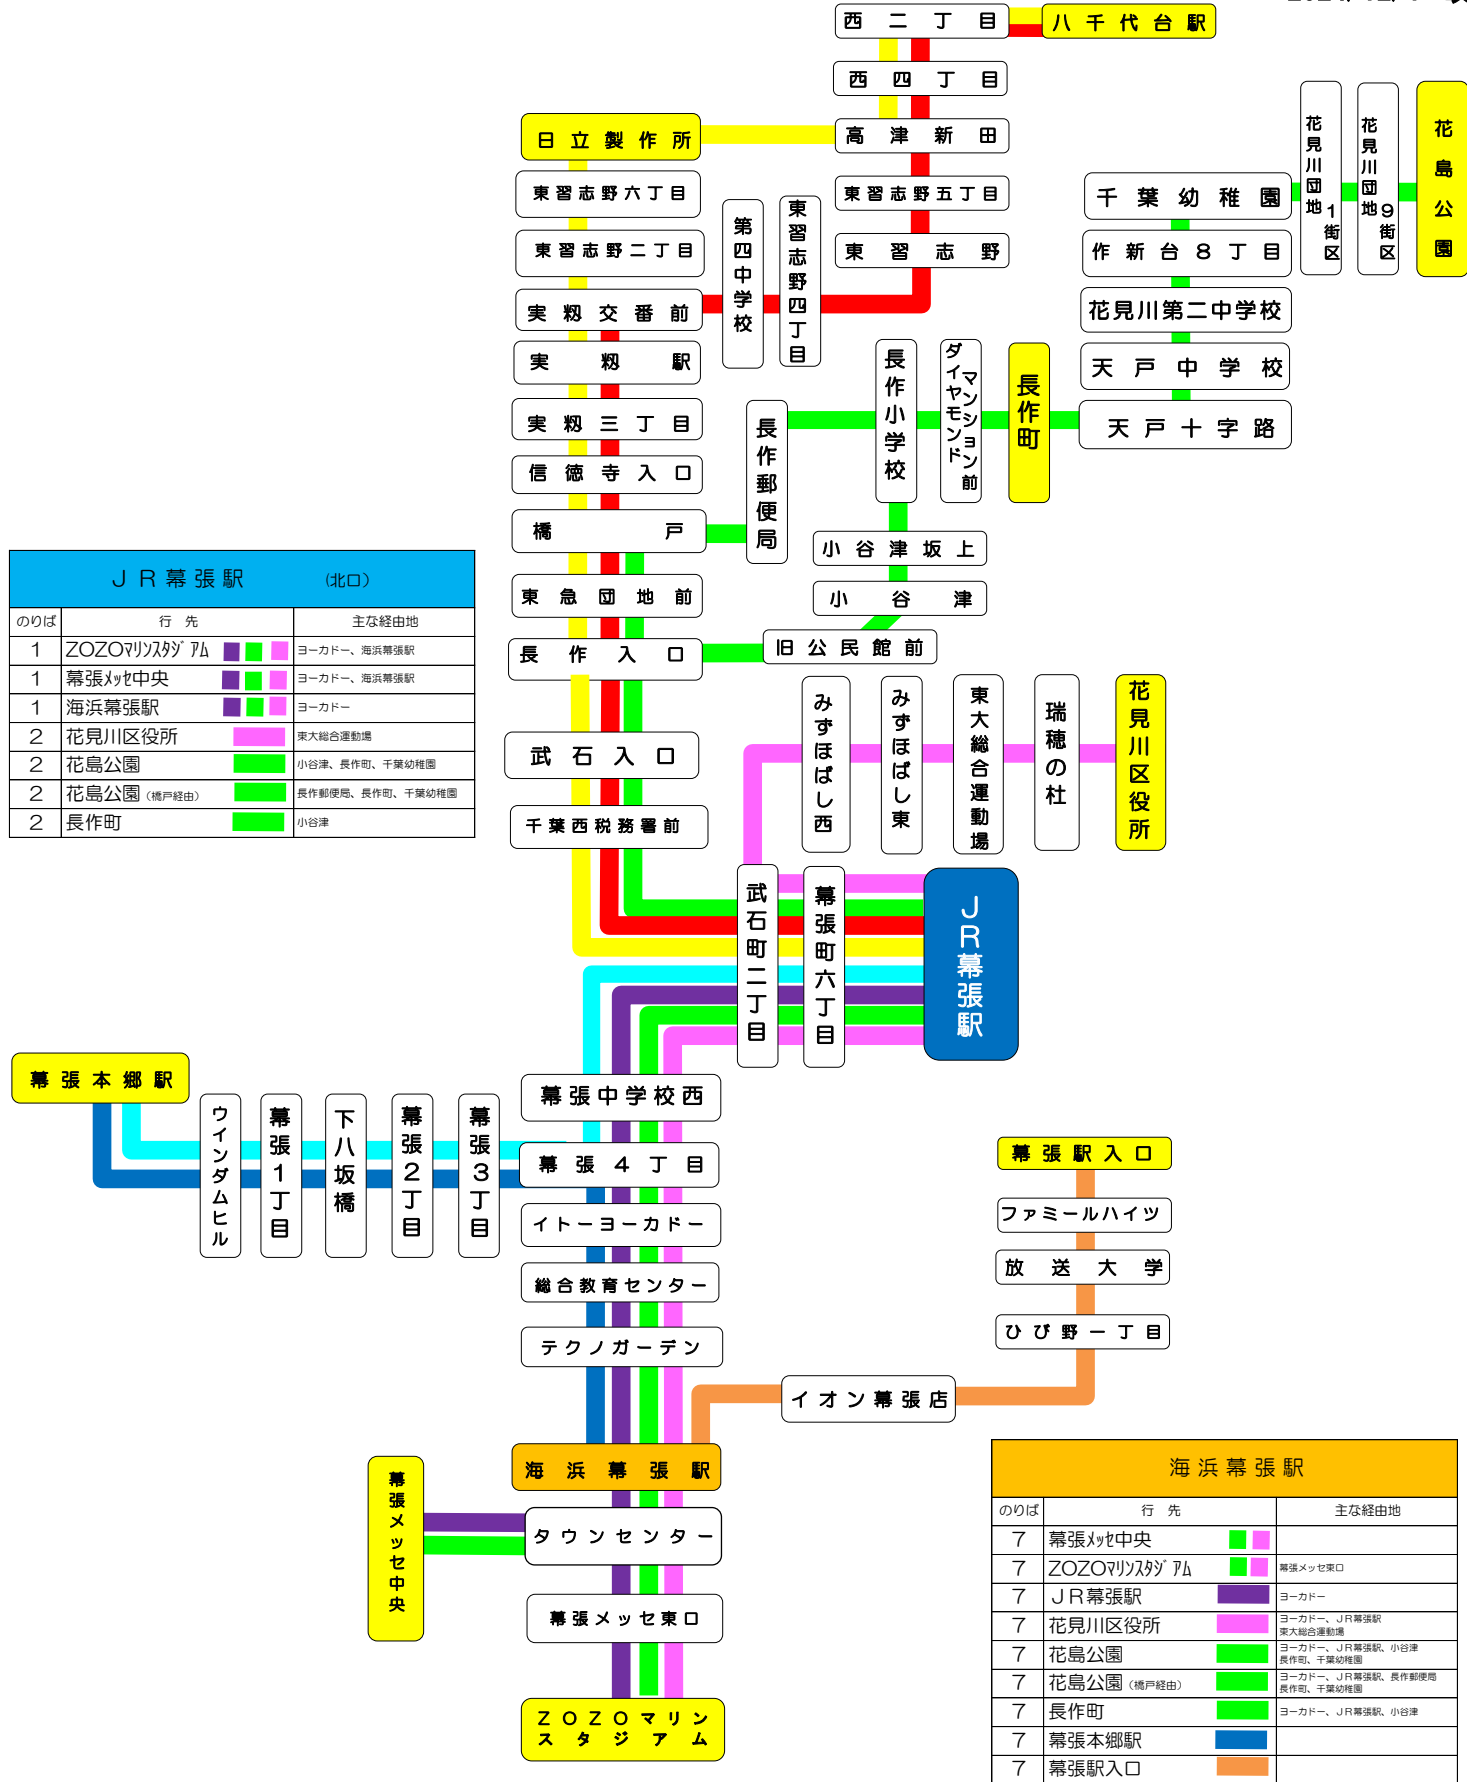 西二丁目
八千代台駅
西四丁目
高津新田
日立製作所
東習志野六丁目
東習志野五丁目
東習志野二丁目
東習志野
第四中学校
東習志野四丁目
実籾交番前
実籾駅
実籾三丁目
信徳寺入口
橋戸
東急団地前
長作入口
武石入口
千葉西税務署前
花見川団地1街区
花見川団地9街区
花島公園
千葉幼稚園
作新台8丁目
花見川第二中学校
天戸中学校
天戸十字路
長作町
ダイヤモンド
マンション前
長作小学校
長作郵便局
小谷津坂上
小谷津
旧公民館前
みずほばし西
みずほばし東
東大総合運動場
瑞穂の杜
花見川区役所
武石町二丁目
幕張町六丁目
JR幕張駅
JR幕張駅 (北口)
のりば 行先 主な経由地
1 ZOZOマリンスタジアム ヨーカドー、海浜幕張駅
1 幕張メッセ中央 ヨーカドー、海浜幕張駅
1 海浜幕張駅 ヨーカドー
2 花見川区役所 東大総合運動場
2 花島公園 小谷津、長作町、千葉幼稚園
2 花島公園(橋戸経由) 長作郵便局、長作町、千葉幼稚園
2 長作町 小谷津
幕張本郷駅
ウインダムヒル
幕張1丁目
下八坂橋
幕張2丁目
幕張3丁目
幕張中学校西
幕張4丁目
イトーヨーカドー
総合教育センター
テクノガーデン
海浜幕張駅
タウンセンター
幕張メッセ中央
幕張メッセ東口
ZOZOマリン
スタジアム
幕張駅入口
ファミールハイツ
放送大学
ひび野一丁目
イオン幕張店
海浜幕張駅
のりば 行先 主な経由地
7 幕張メッセ中央
7 ZOZOマリンスタジアム 幕張メッセ東口
7 JR幕張駅 ヨーカドー
7 花見川区役所 ヨーカドー、JR幕張駅
東大総合運動場
7 花島公園 ヨーカドー、JR幕張駅、小谷津
長作町、千葉幼稚園
7 花島公園(橋戸経由) ヨーカドー、JR幕張駅、長作郵便局
長作町、千葉幼稚園
7 長作町 ヨーカドー、JR幕張駅、小谷津
7 幕張本郷駅
7 幕張駅入口